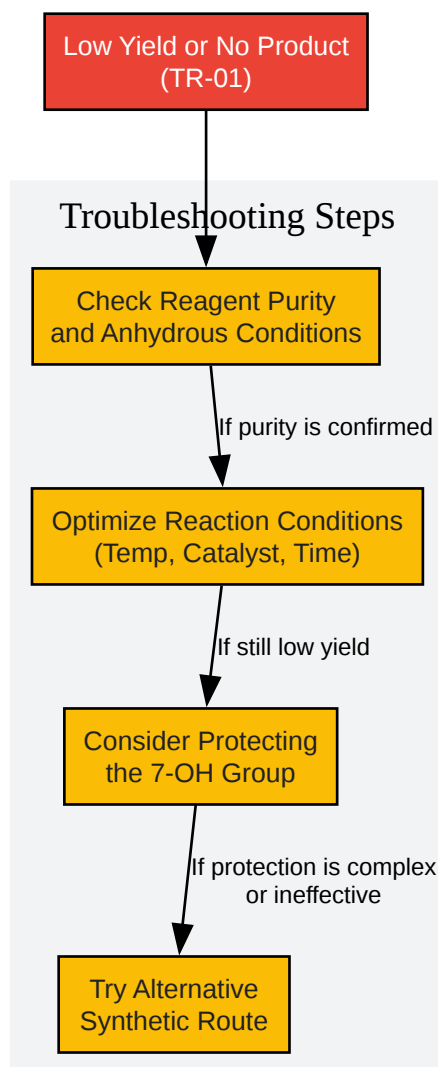 Low Yield or No Product
(TR-01)
Troubleshooting Steps
Check Reagent Purity
and Anhydrous Conditions
If purity is confirmed
Optimize Reaction Conditions
(Temp, Catalyst, Time)
If still low yield
Consider Protecting
the 7-OH Group
If protection is complex
or ineffective
Try Alternative
Synthetic Route